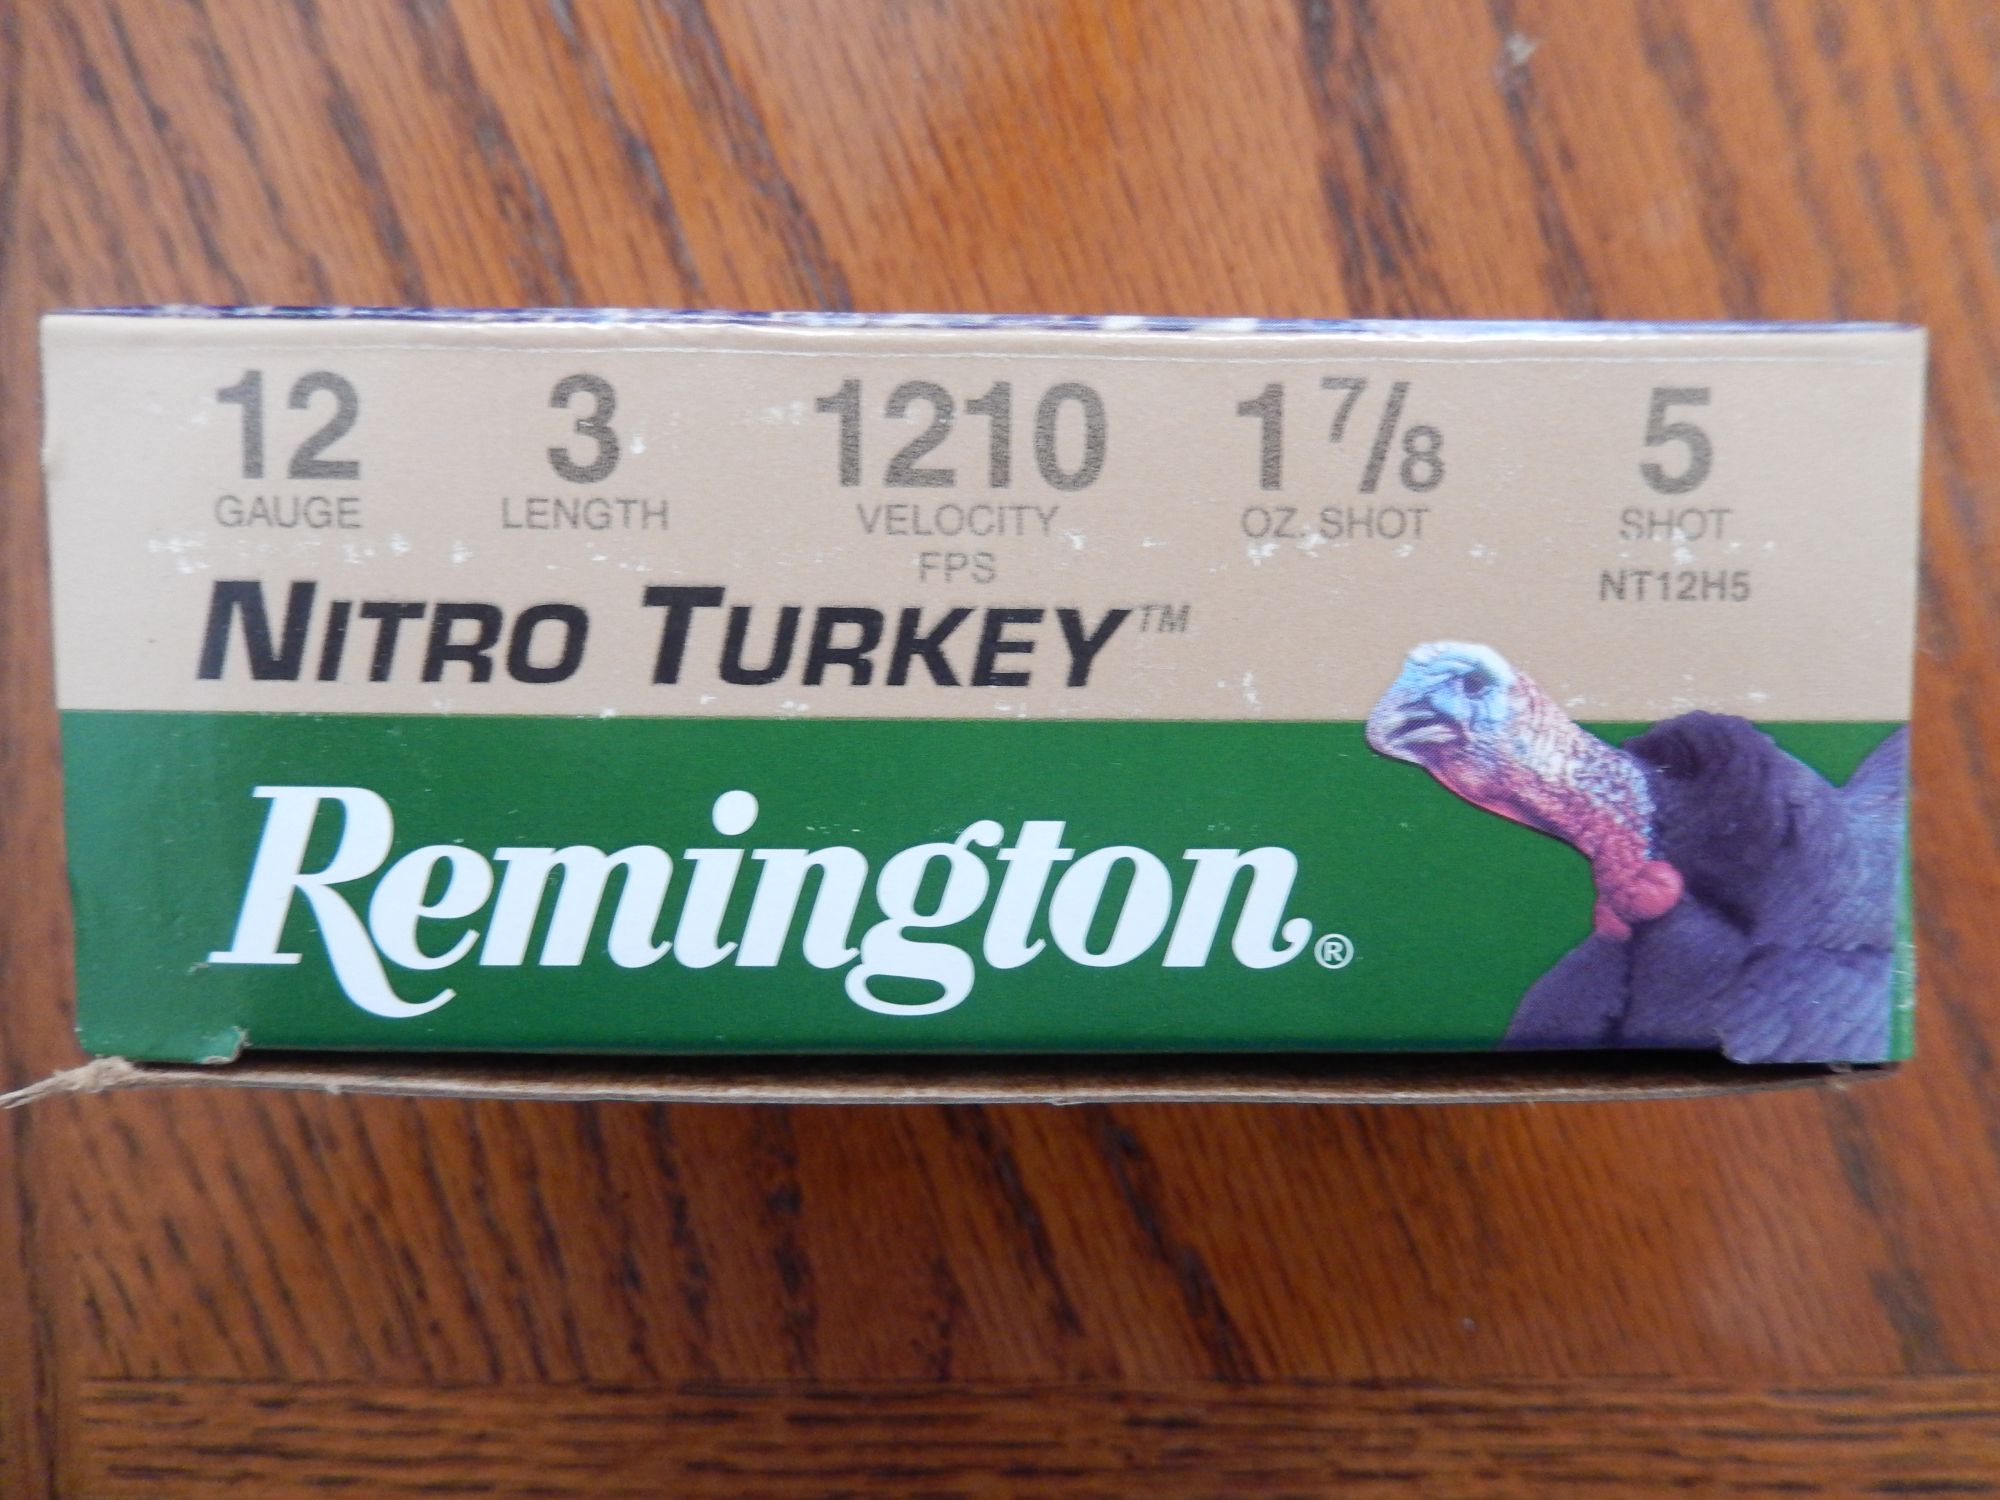 12 3 1210 1 7/8 5
GAUGE LENGTH VELOCITY OZ. SHOT SHOT
FPS NT12H5
NITRO TURKEY™
Remington®